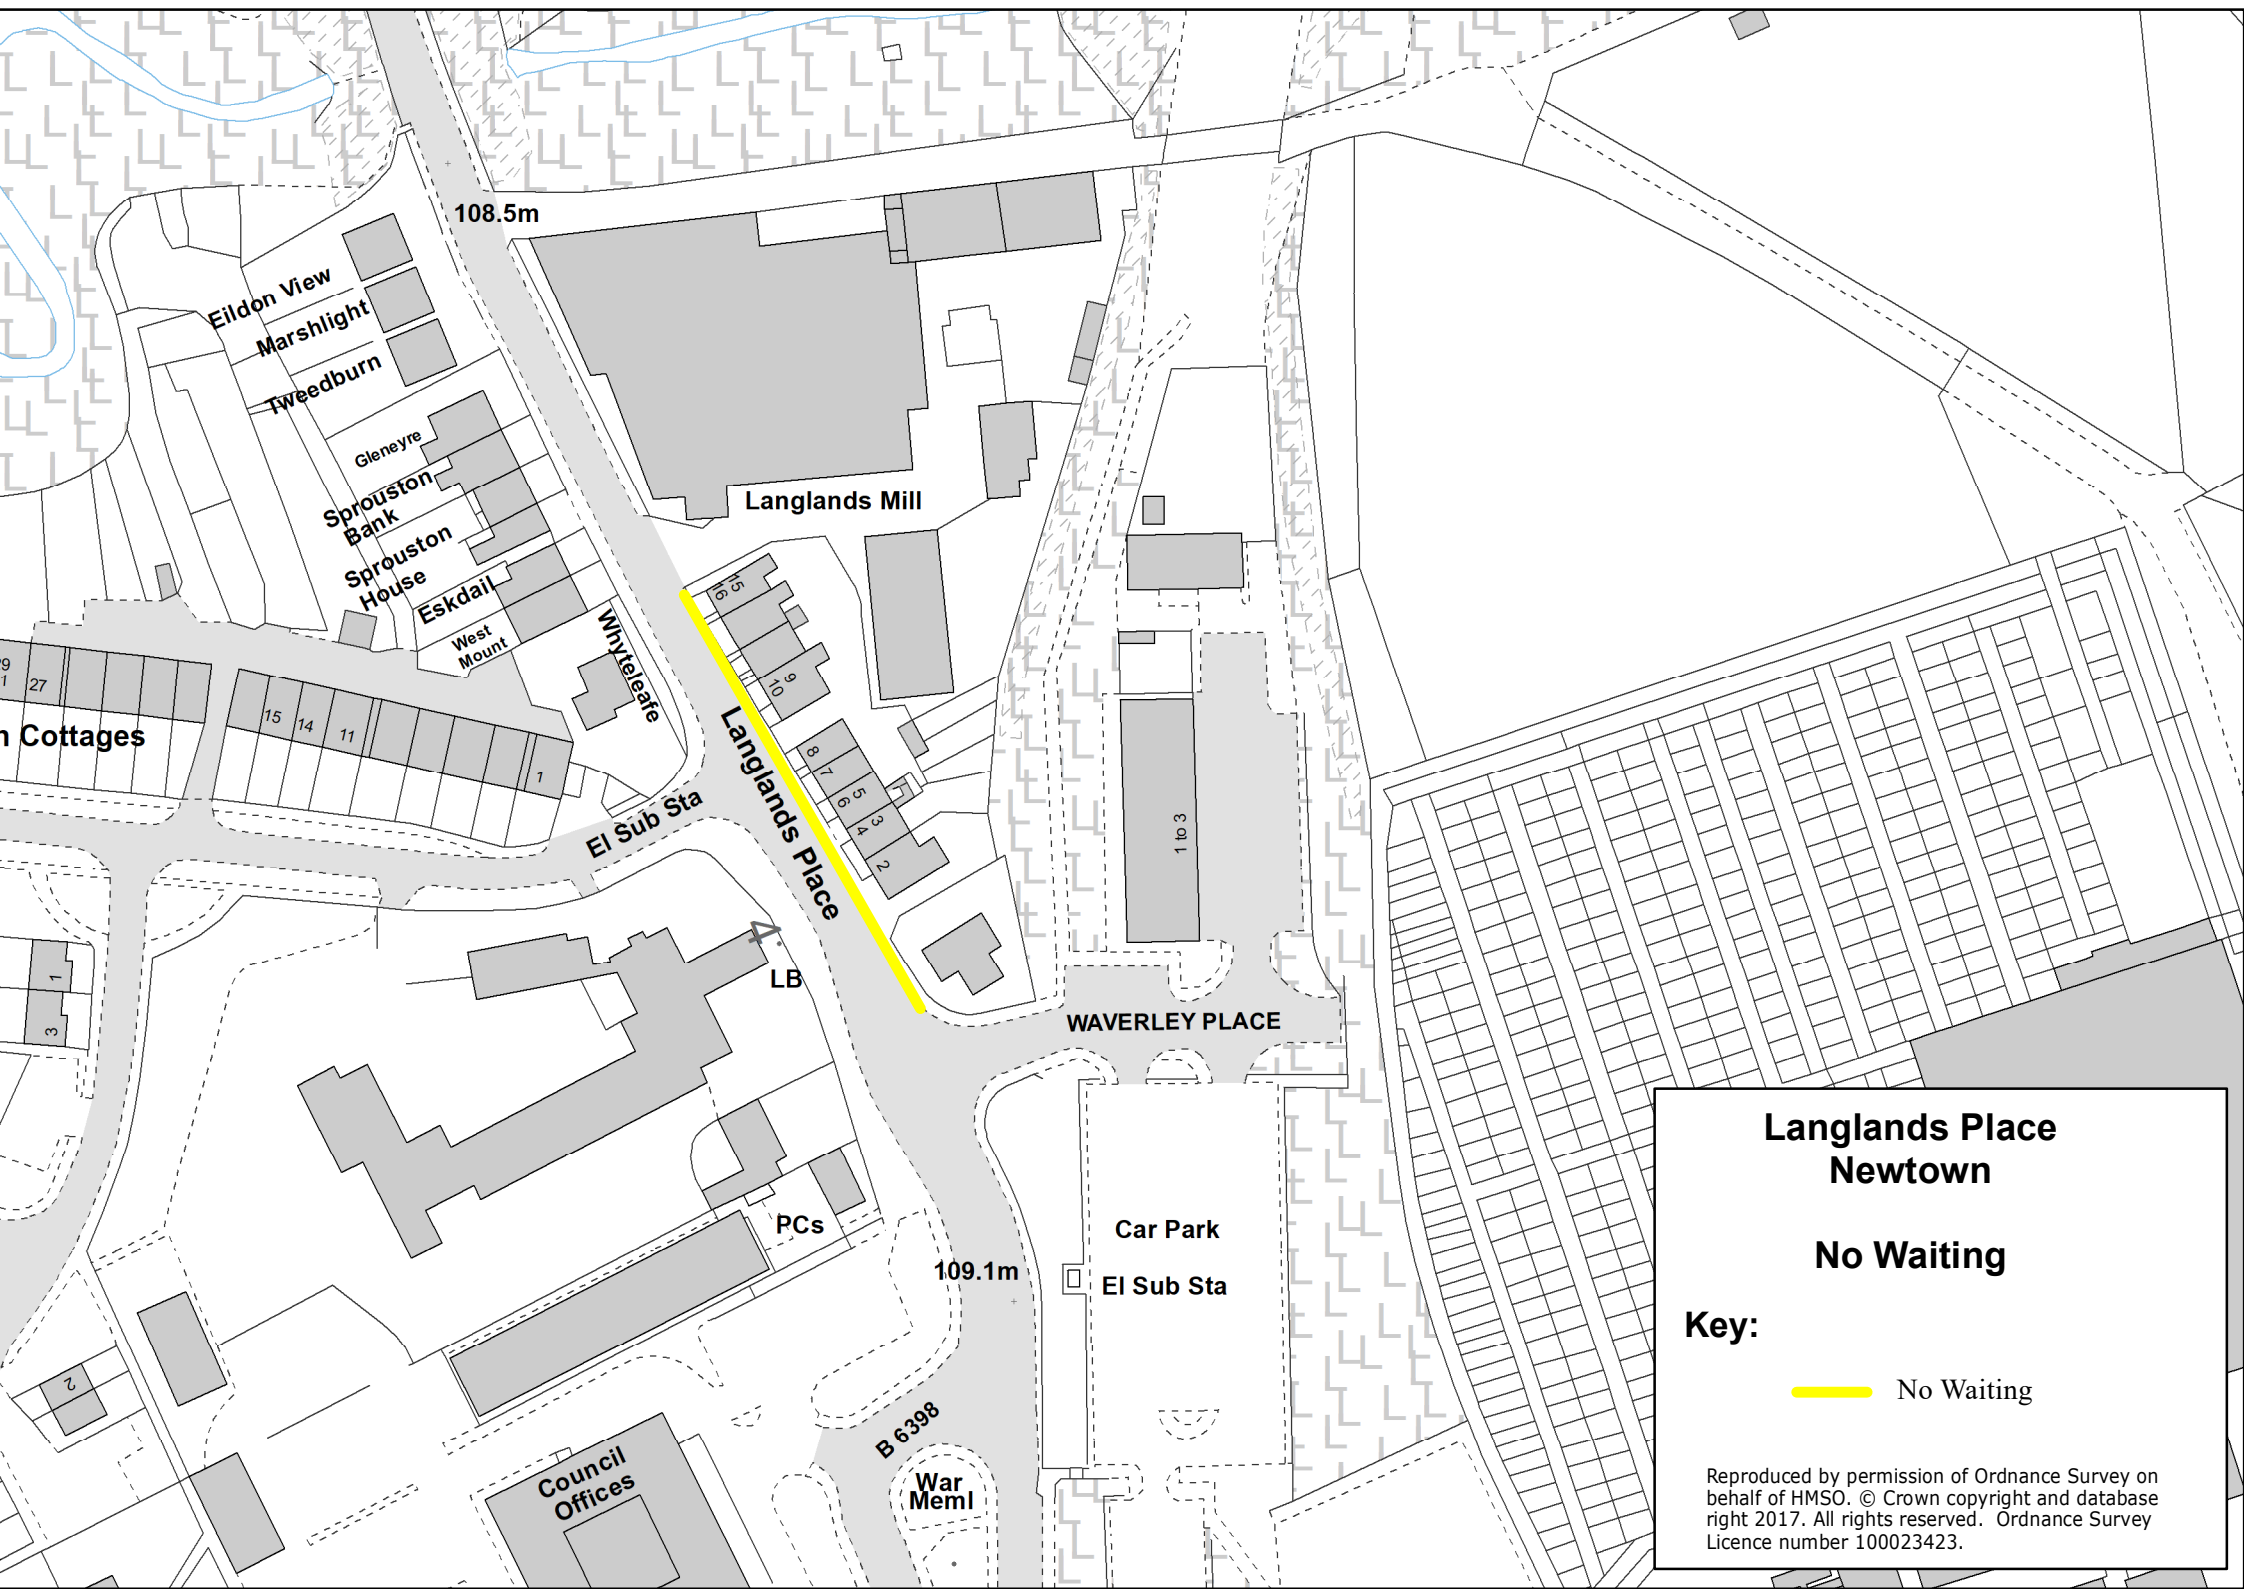 108.5m
Eildon View
Marshlight
Tweedburn
Gleneyre
Sprouston
Bank
Sprouston
House
Eskdail
West
Mount
Whyteleafe
Langlands Mill
15
16
9
10
8
7
5
6
3
4
2
Langlands Place
27
15
14
11
1
Cottages
El Sub Sta
1 to 3
LB
1
3
WAVERLEY PLACE
PCs
109.1m
Car Park
El Sub Sta
2
B 6398
Council
Offices
War
Meml
Langlands Place
Newtown
No Waiting
Key:
No Waiting
Reproduced by permission of Ordnance Survey on
behalf of HMSO. © Crown copyright and database
right 2017. All rights reserved. Ordnance Survey
Licence number 100023423.